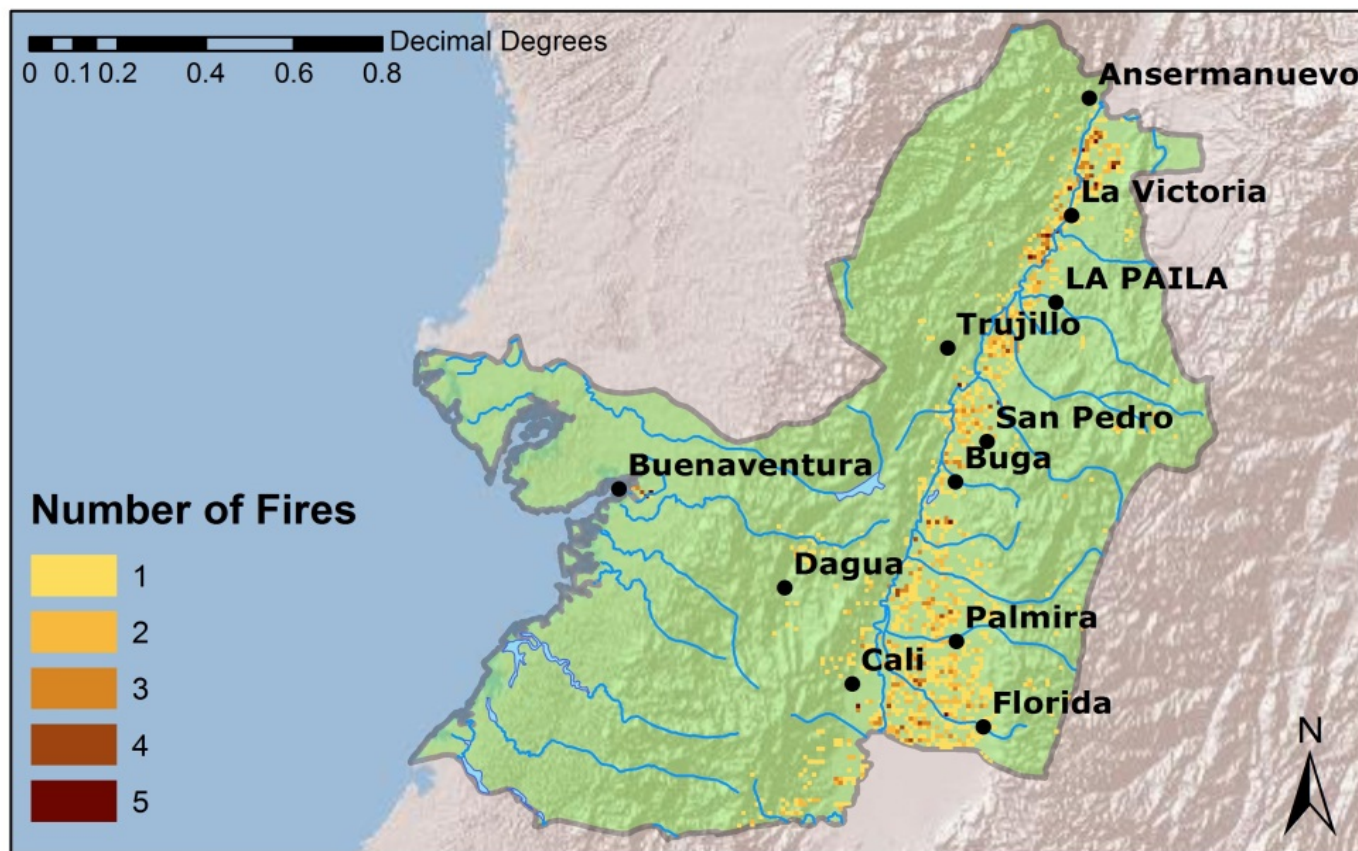 Decimal Degrees
0 0.1 0.2 0.4 0.6 0.8
Ansermanuevo
La Victoria
LA PAILA
Trujillo
San Pedro
Buga
Buenaventura
Dagua
Palmira
Cali
Florida
Number of Fires
1
2
3
4
5
N